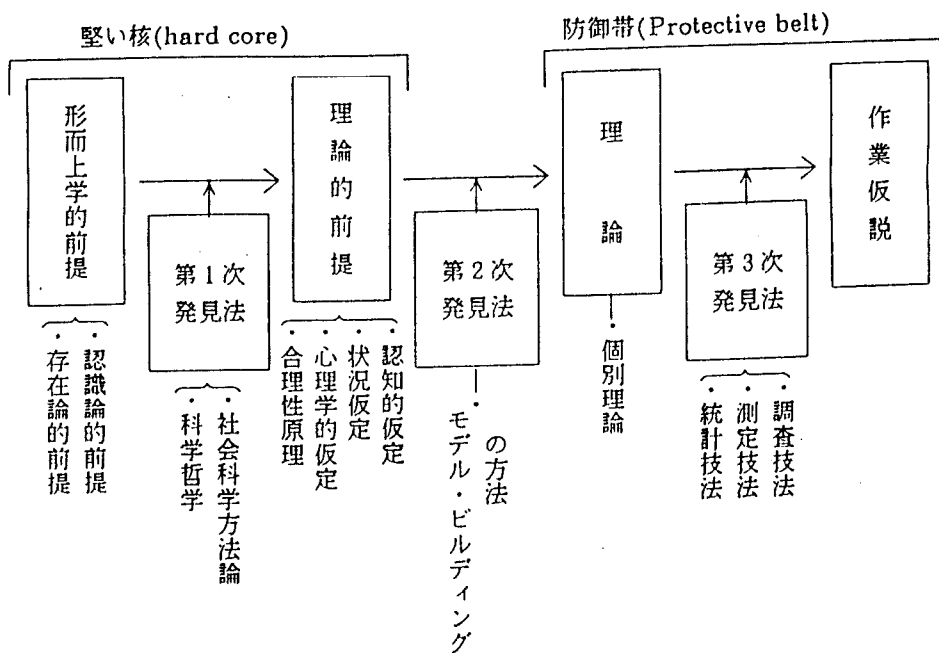 堅い核(hard core)
防御帯(Protective belt)
形而上学的前提
第1次
発見法
理論的前提
第2次
発見法
理論
第3次
発見法
作業仮説
・認識論的前提
・存在論的前提
・社会科学方法論
・科学哲学
・認知的仮定
・状況仮定
・心理学的仮定
・合理性原理
・モデル・ビルディング
の方法
・個別理論
・調査技法
・測定技法
・統計技法